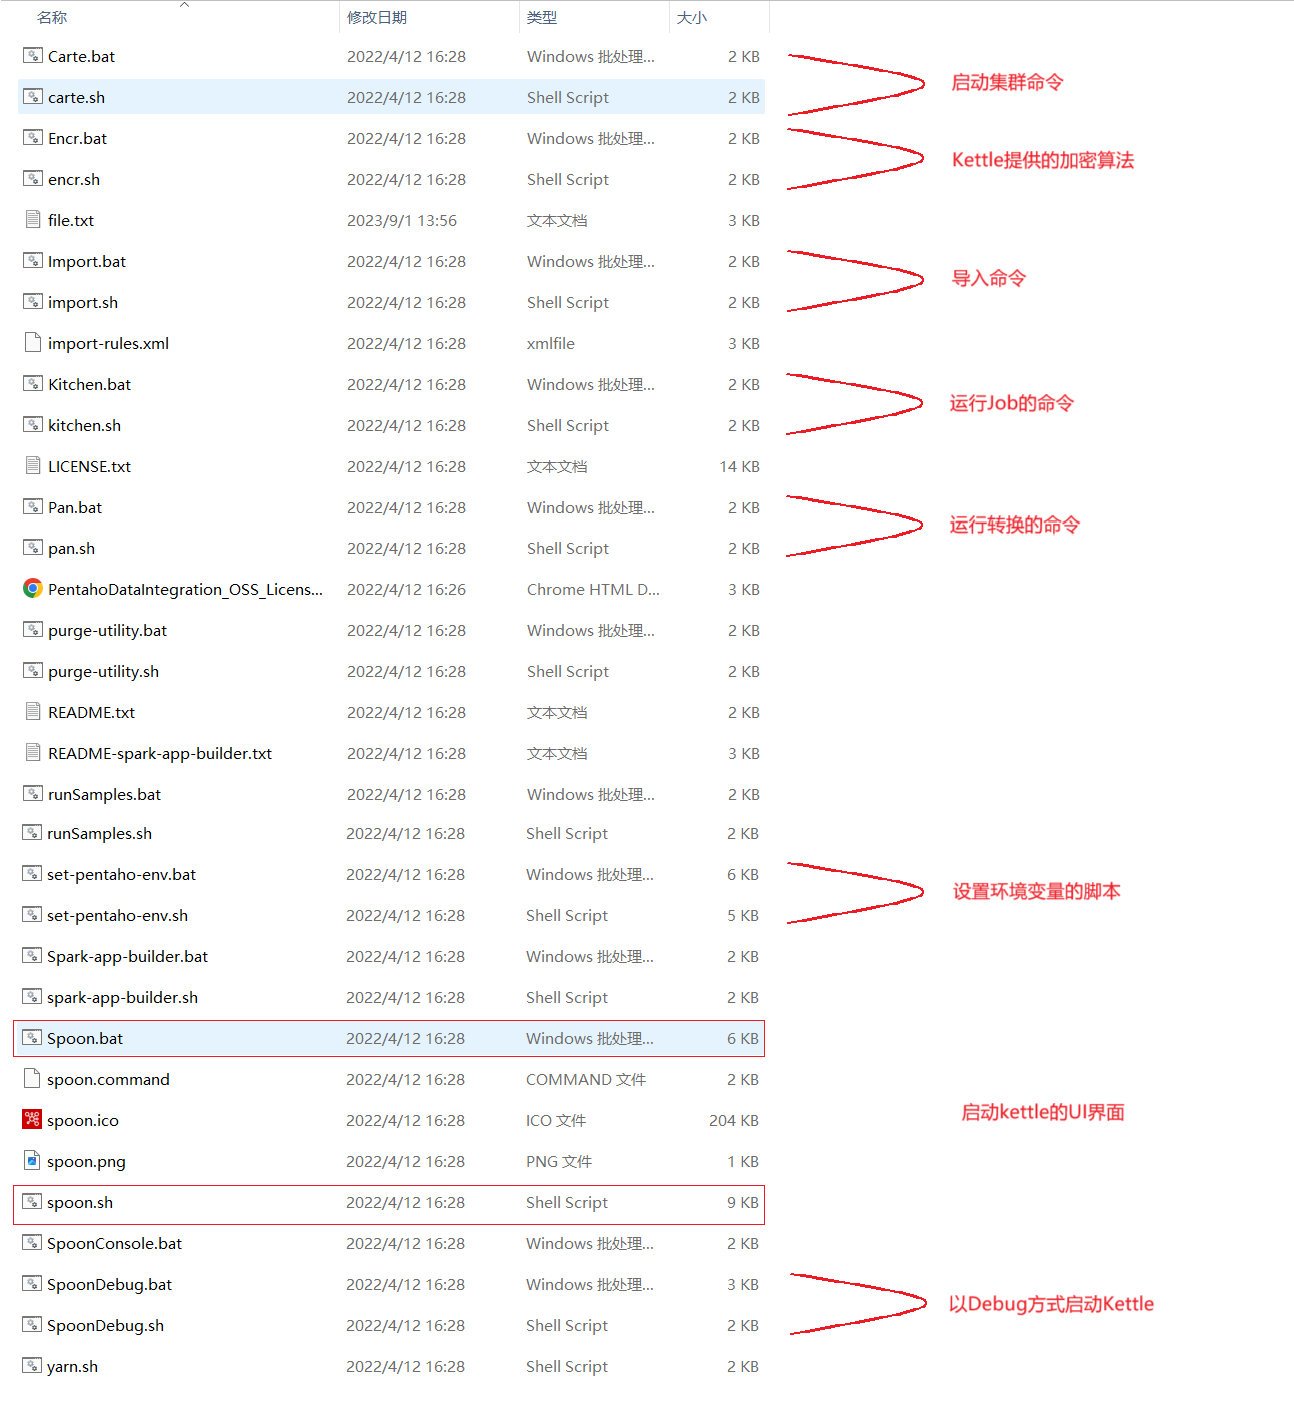 名称 修改日期 类型 大小
Carte.bat 2022/4/12 16:28 Windows 批处理... 2 KB
启动集群命令
carte.sh 2022/4/12 16:28 Shell Script 2 KB
Encr.bat 2022/4/12 16:28 Windows 批处理... 2 KB
Kettle提供的加密算法
encr.sh 2022/4/12 16:28 Shell Script 2 KB
file.txt 2023/9/1 13:56 文本文档 3 KB
Import.bat 2022/4/12 16:28 Windows 批处理... 2 KB
导入命令
import.sh 2022/4/12 16:28 Shell Script 2 KB
import-rules.xml 2022/4/12 16:28 xmlfile 3 KB
Kitchen.bat 2022/4/12 16:28 Windows 批处理... 2 KB
运行Job的命令
kitchen.sh 2022/4/12 16:28 Shell Script 2 KB
LICENSE.txt 2022/4/12 16:28 文本文档 14 KB
Pan.bat 2022/4/12 16:28 Windows 批处理... 2 KB
运行转换的命令
pan.sh 2022/4/12 16:28 Shell Script 2 KB
PentahoDataIntegration_OSS_Licens... 2022/4/12 16:26 Chrome HTML D... 3 KB
purge-utility.bat 2022/4/12 16:28 Windows 批处理... 2 KB
purge-utility.sh 2022/4/12 16:28 Shell Script 2 KB
README.txt 2022/4/12 16:28 文本文档 2 KB
README-spark-app-builder.txt 2022/4/12 16:28 文本文档 3 KB
runSamples.bat 2022/4/12 16:28 Windows 批处理... 2 KB
runSamples.sh 2022/4/12 16:28 Shell Script 2 KB
set-pentaho-env.bat 2022/4/12 16:28 Windows 批处理... 6 KB
设置环境变量的脚本
set-pentaho-env.sh 2022/4/12 16:28 Shell Script 5 KB
Spark-app-builder.bat 2022/4/12 16:28 Windows 批处理... 2 KB
spark-app-builder.sh 2022/4/12 16:28 Shell Script 2 KB
Spoon.bat 2022/4/12 16:28 Windows 批处理... 6 KB
spoon.command 2022/4/12 16:28 COMMAND 文件 2 KB
启动kettle的UI界面
spoon.ico 2022/4/12 16:28 ICO 文件 204 KB
spoon.png 2022/4/12 16:28 PNG 文件 1 KB
spoon.sh 2022/4/12 16:28 Shell Script 9 KB
SpoonConsole.bat 2022/4/12 16:28 Windows 批处理... 2 KB
SpoonDebug.bat 2022/4/12 16:28 Windows 批处理... 3 KB
以Debug方式启动Kettle
SpoonDebug.sh 2022/4/12 16:28 Shell Script 2 KB
yarn.sh 2022/4/12 16:28 Shell Script 2 KB